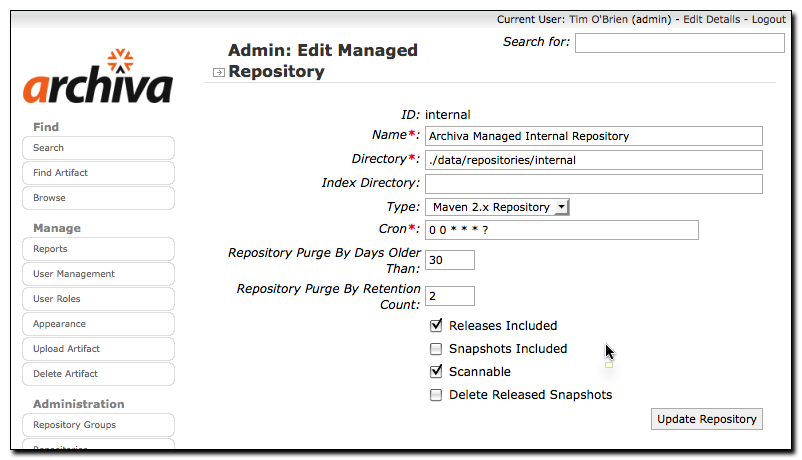 Current User: Tim O'Brien (admin) - Edit Details - Logout
Search for:
archiva
Admin: Edit Managed
Repository
Find
Search
Find Artifact
Browse
Manage
Reports
User Management
User Roles
Appearance
Upload Artifact
Delete Artifact
Administration
Repository Groups
Repositories
ID: internal
Name*: Archiva Managed Internal Repository
Directory*: ./data/repositories/internal
Index Directory:
Type: Maven 2.x Repository
Cron*: 0 0 * * * ?
Repository Purge By Days Older
Than: 30
Repository Purge By Retention
Count: 2
Releases Included
Snapshots Included
Scannable
Delete Released Snapshots
Update Repository